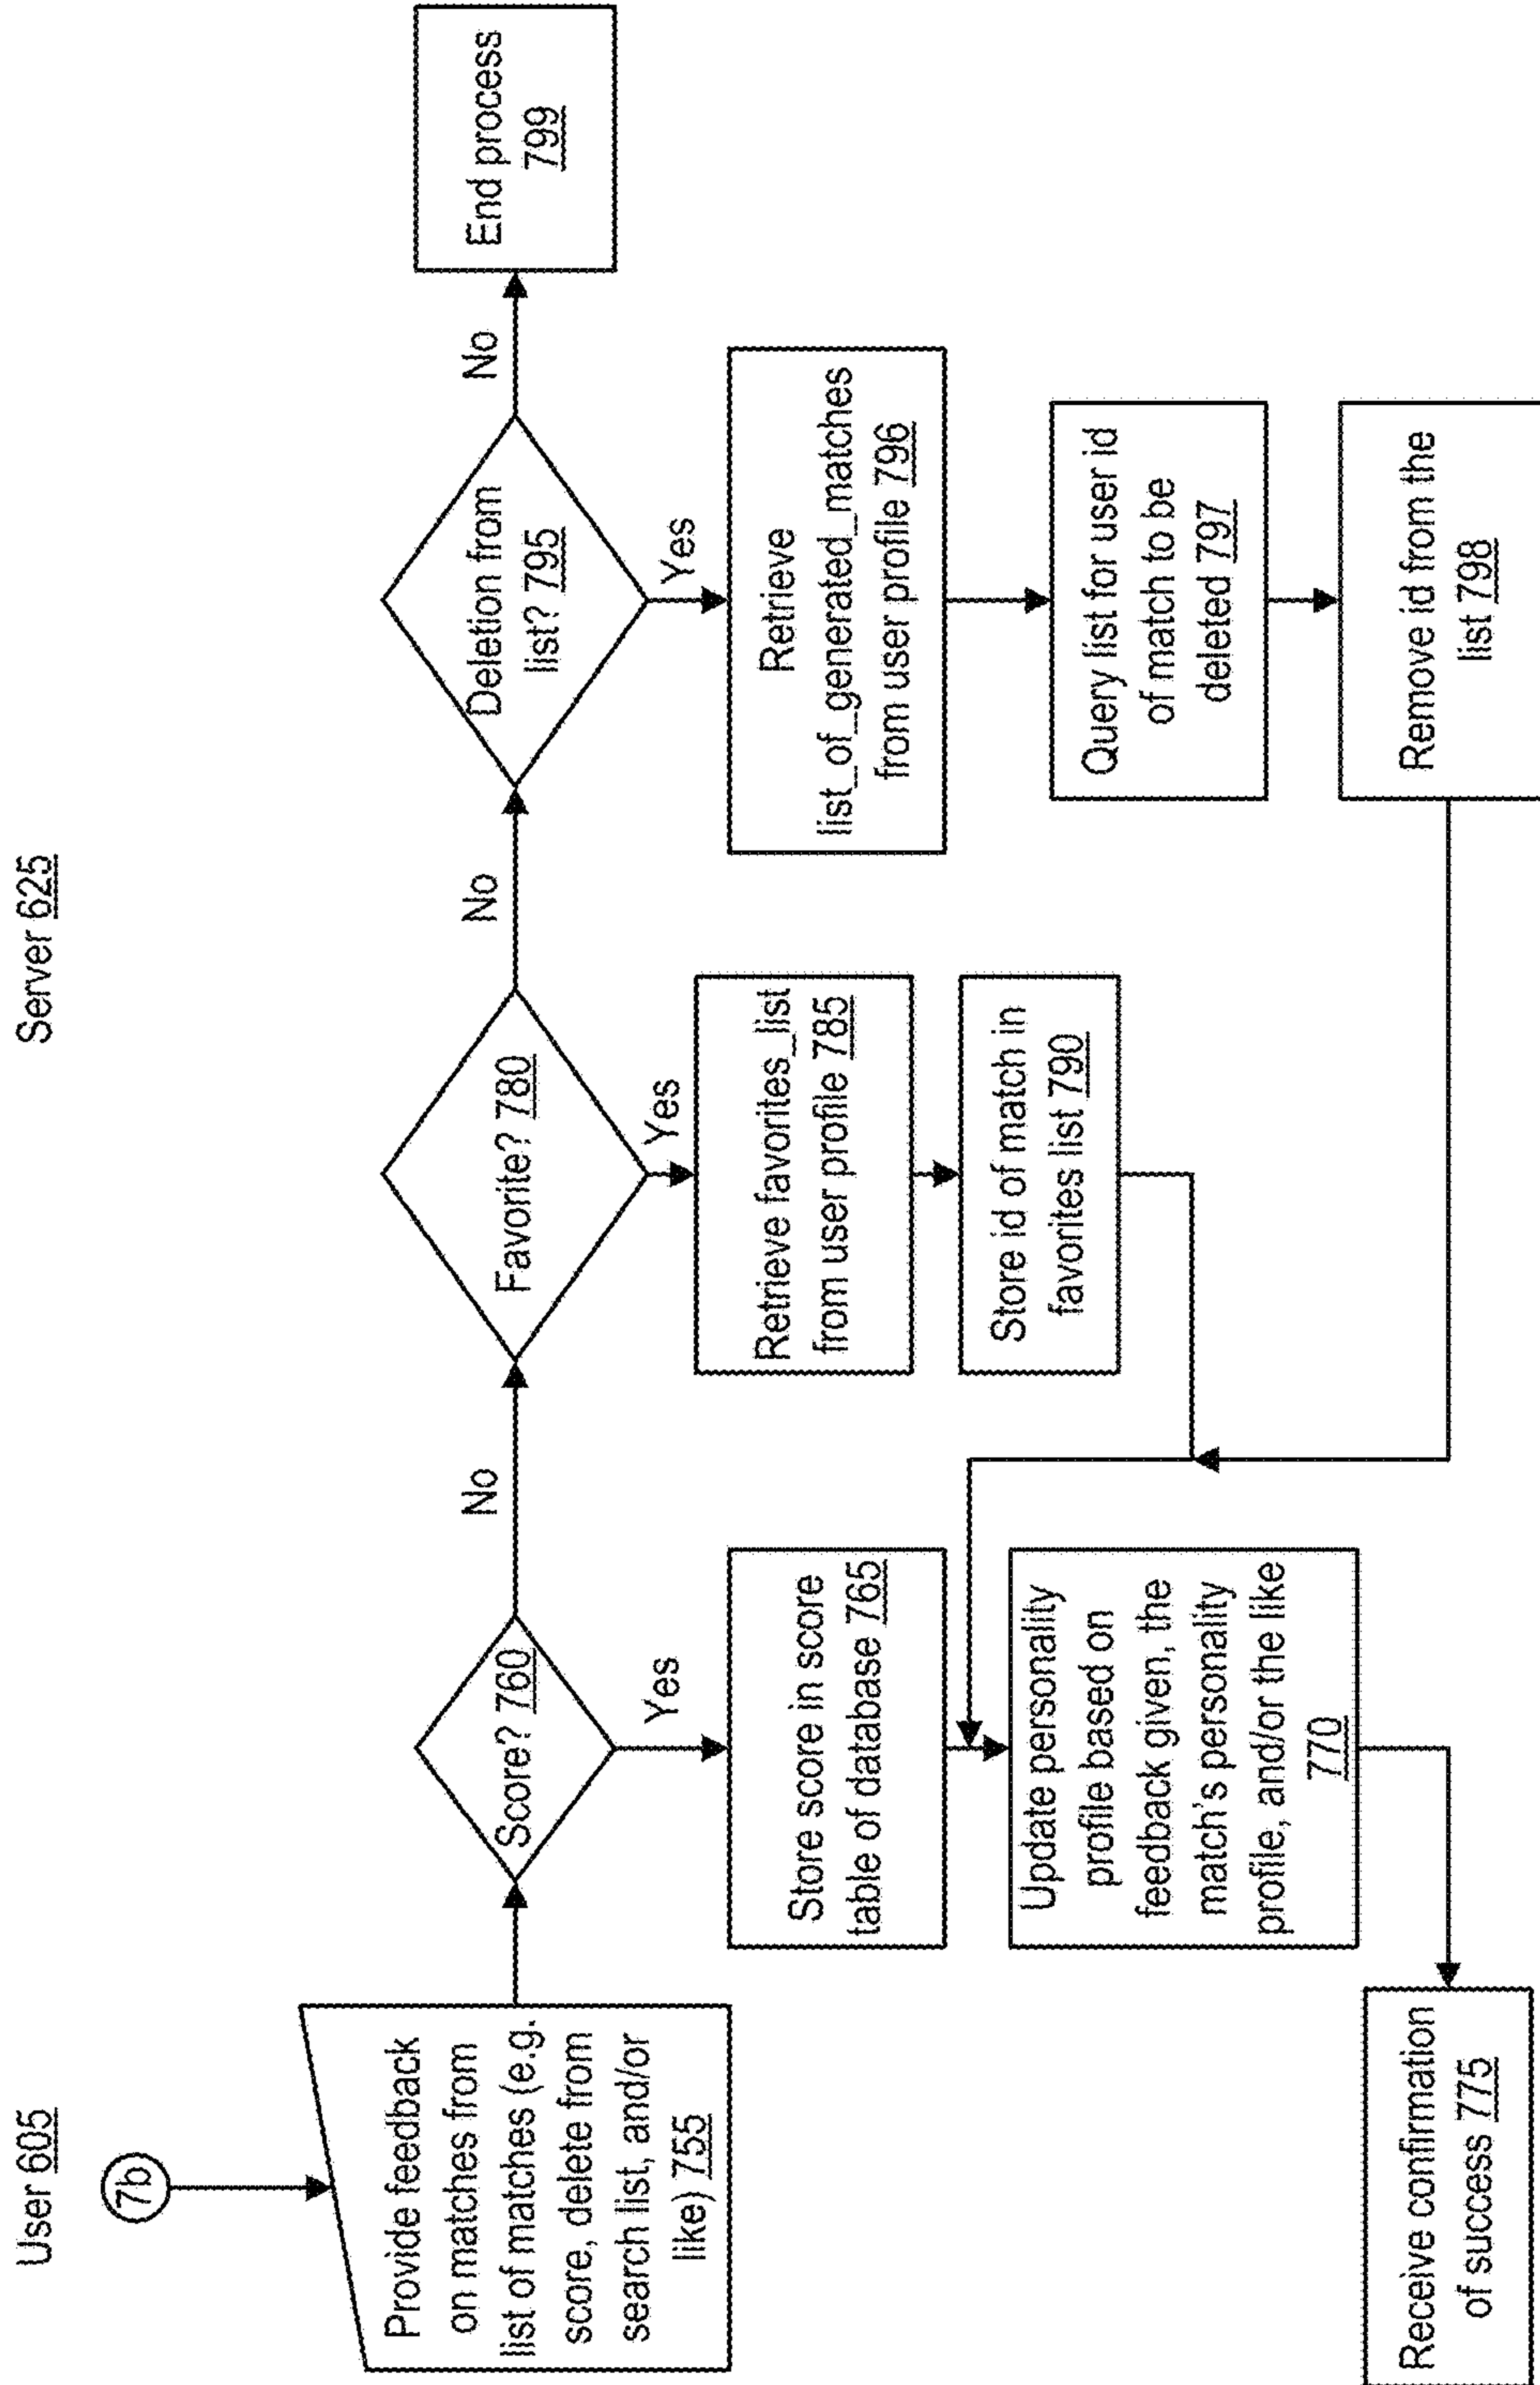 User 605
Server 625
7b
Provide feedback
on matches from
list of matches (e.g.
score, delete from
search list, and/or
like) 755
Score? 760
No
Yes
Store score in score
table of database 765
Update personality
profile based on
feedback given, the
match's personality
profile, and/or the like
770
Receive confirmation
of success 775
Favorite? 780
No
Yes
Retrieve favorites_list
from user profile 785
Store id of match in
favorites list 790
Deletion from
list? 795
No
Yes
Retrieve
list_of_generated_matches
from user profile 796
Query list for user id
of match to be
deleted 797
Remove id from the
list 798
End process
799